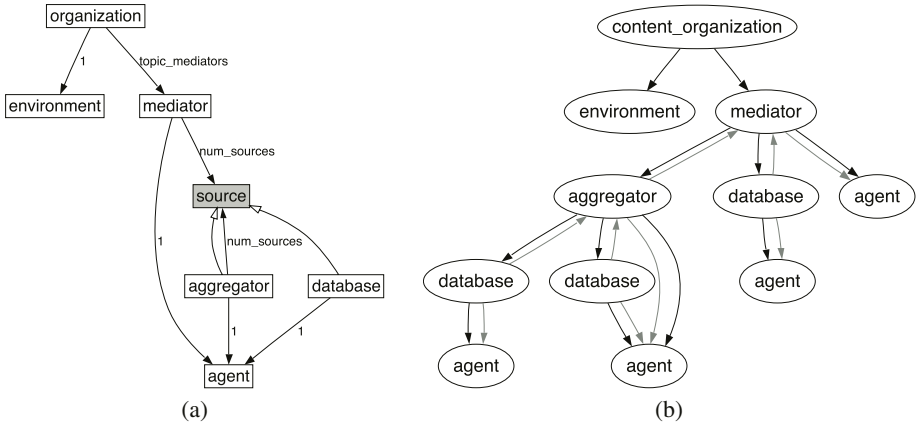 organization
1
topic_mediators
environment
mediator
num_sources
source
1
num_sources
aggregator
database
1
1
agent
(a)
content_organization
environment
mediator
aggregator
database
agent
database
database
agent
agent
agent
(b)